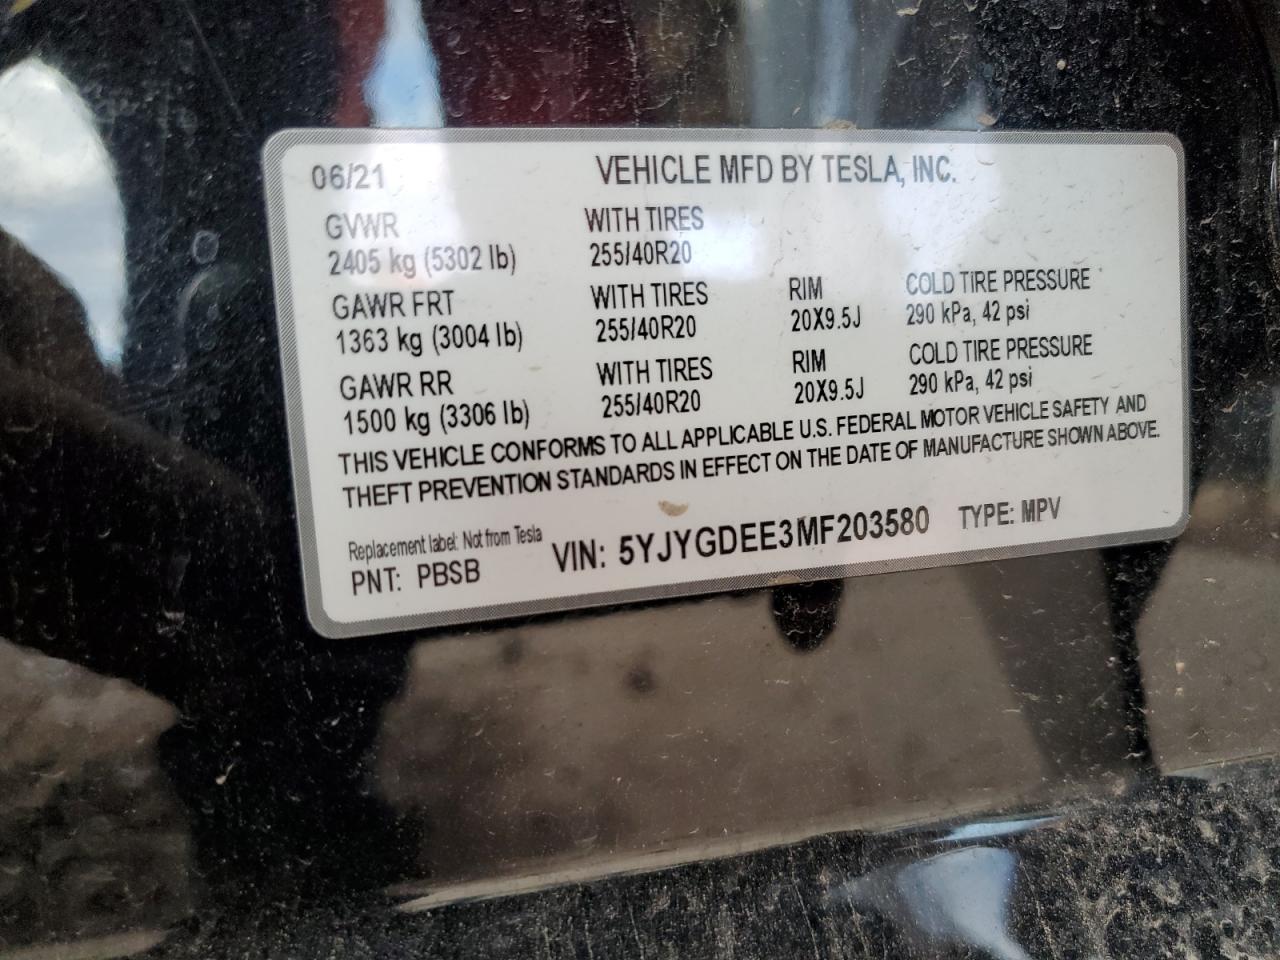 06/21 VEHICLE MFD BY TESLA, INC.
GVWR WITH TIRES
2405 kg (5302 lb) 255/40R20
GAWR FRT WITH TIRES RIM COLD TIRE PRESSURE
1363 kg (3004 lb) 255/40R20 20X9.5J 290 kPa, 42 psi
GAWR RR WITH TIRES RIM COLD TIRE PRESSURE
1500 kg (3306 lb) 255/40R20 20X9.5J 290 kPa, 42 psi
THIS VEHICLE CONFORMS TO ALL APPLICABLE U.S. FEDERAL MOTOR VEHICLE SAFETY AND
THEFT PREVENTION STANDARDS IN EFFECT ON THE DATE OF MANUFACTURE SHOWN ABOVE.
Replacement label: Not from Tesla
PNT: PBSB VIN: 5YJYGDEE3MF203580 TYPE: MPV